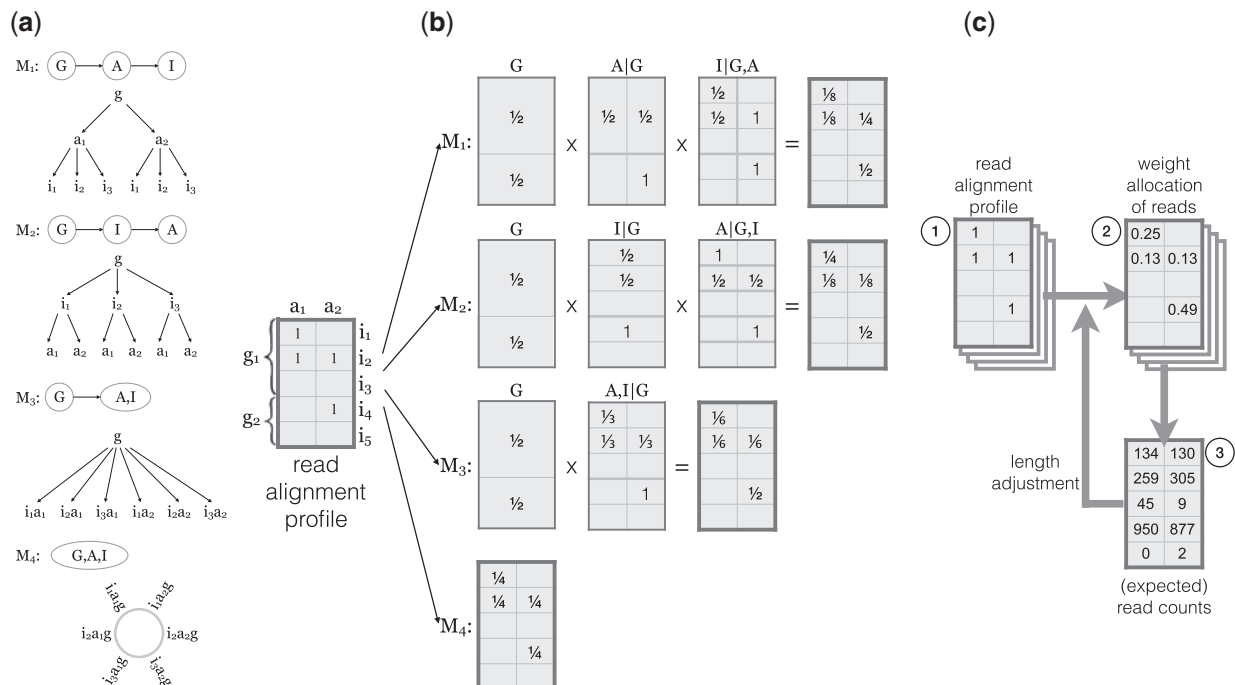 (a)
M₁: G A I
g
a₁ a₂
i₁ i₂ i₃ i₁ i₂ i₃
M₂: G I A
g
i₁ i₂ i₃
a₁ a₂ a₁ a₂ a₁ a₂
M₃: G A,I
g
i₁a₁ i₂a₁ i₃a₁ i₁a₂ i₂a₂ i₃a₂
M₄: G,A,I
i₁a₁g i₁a₂g
i₂a₁g i₂a₂g
i₃a₁g i₃a₂g
a₁ a₂
1 i₁
g₁ 1 1 i₂
i₃
g₂ 1 i₄
i₅
read
alignment
profile
(b)
G A|G I|G,A
M₁:
½
½
x
½ ½
1
x
½
½ 1
1
=
⅛
⅛ ¼
½
G I|G A|G,I
M₂:
½
½
x
½
½
1
x
1
½ ½
1
=
¼
⅛ ⅛
½
G A,I|G
M₃:
½
½
x
⅓
⅓ ⅓
1
=
⅙
⅙ ⅙
½
M₄:
¼
¼ ¼
¼
(c)
read
alignment
profile
1
1
1 1
1
weight
allocation
of reads
2
0.25
0.13 0.13
0.49
length
adjustment
3
134 130
259 305
45 9
950 877
0 2
(expected)
read counts